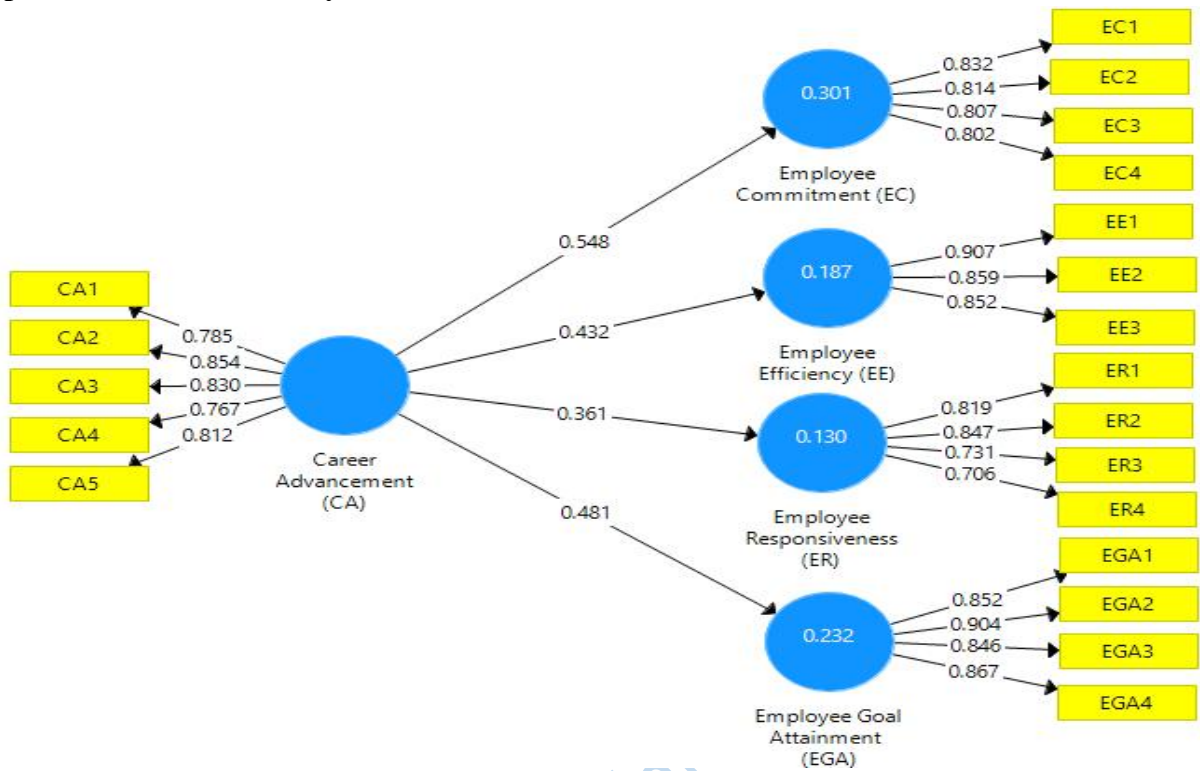 EC1
0.832
EC2
0.301
0.814
0.807
EC3
0.802
Employee
Commitment (EC)
EC4
EE1
0.548
0.907
0.187
0.859
EE2
CA1
0.852
0.785
CA2
0.432
EE3
0.854
Employee
Efficiency (EE)
CA3
0.830
ER1
0.767
0.361
0.819
CA4
0.812
0.130
0.847
ER2
0.731
Career
Advancement
(CA)
0.706
ER3
CA5
0.481
ER4
Employee
Responsiveness
(ER)
EGA1
0.852
EGA2
0.904
0.232
0.846
EGA3
0.867
EGA4
Employee Goal
Attainment
(EGA)